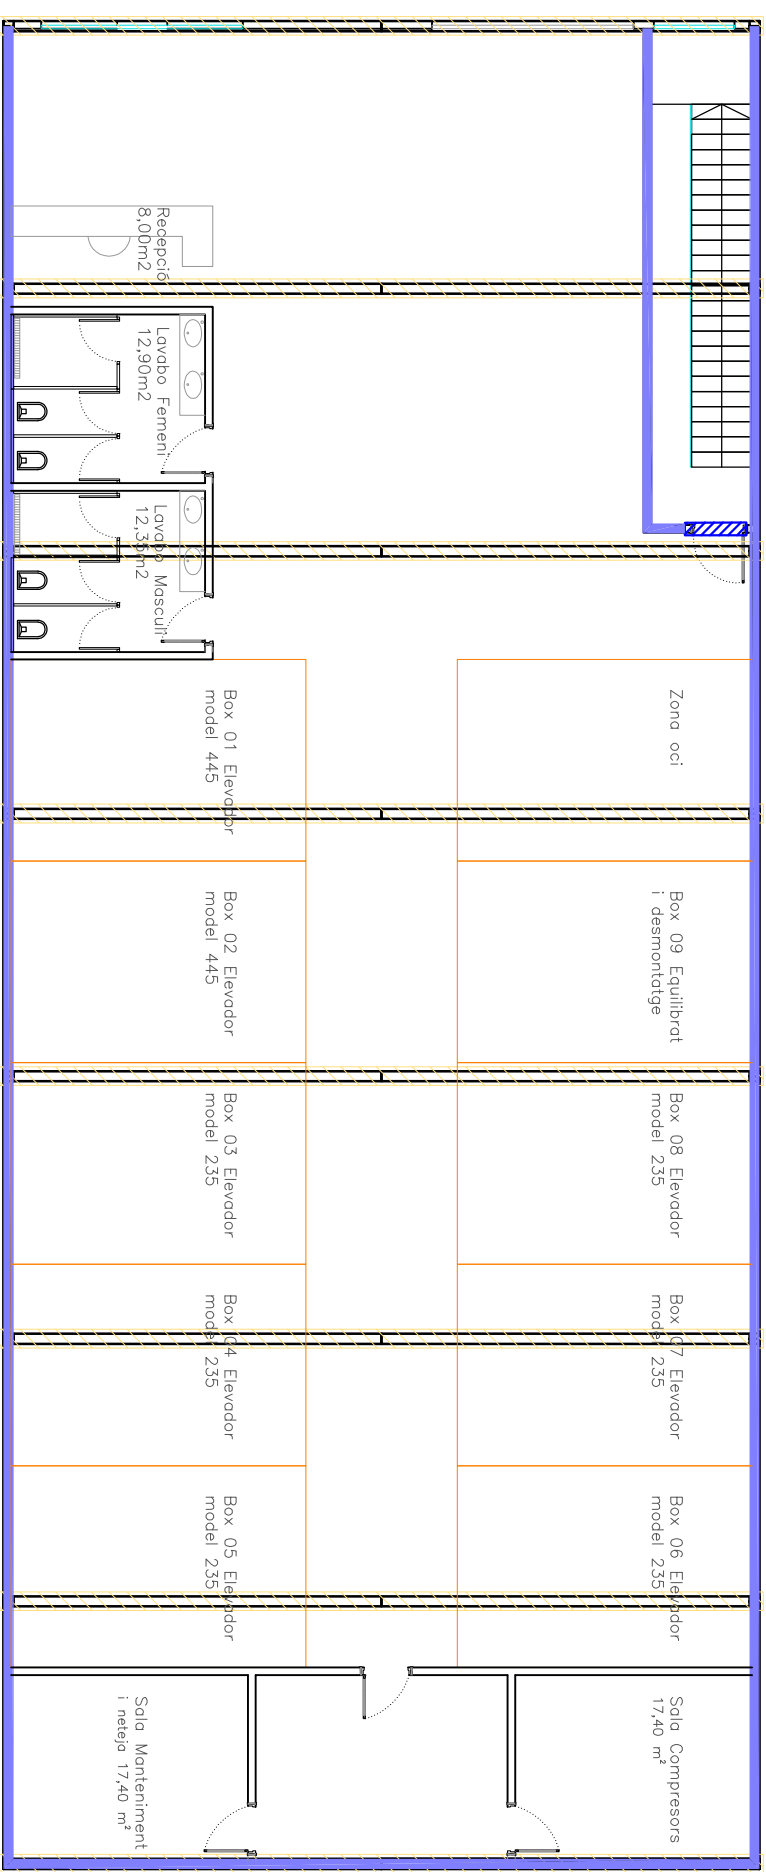 Recepció
8,00m2
Lavabo Femení
12,90m2
Lavabo Masculí
12,35m2
Box 01 Elevador
model 445
Zona oci
Box 02 Elevador
model 445
Box 09 Equilibrat
i desmontatge
Box 03 Elevador
model 235
Box 08 Elevador
model 235
Box 04 Elevador
model 235
Box 07 Elevador
model 235
Box 05 Elevador
model 235
Box 06 Elevador
model 235
Sala Manteniment
i neteja 17,40 m²
Sala Compresors
17,40 m²